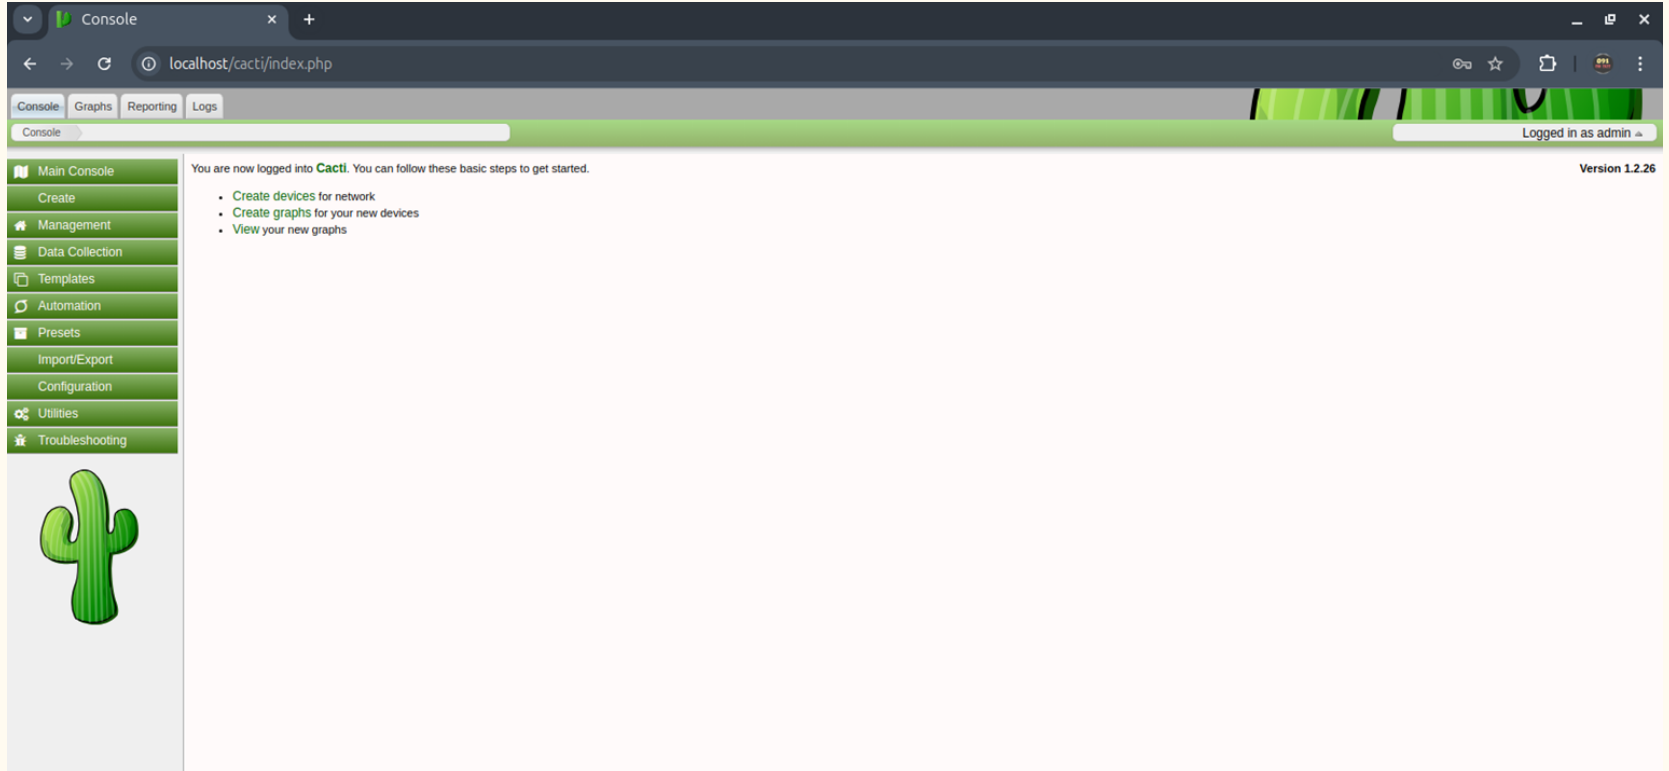 Console
localhost/cacti/index.php
Console Graphs Reporting Logs
Console
Logged in as admin
Main Console
Create
Management
Data Collection
Templates
Automation
Presets
Import/Export
Configuration
Utilities
Troubleshooting
You are now logged into Cacti. You can follow these basic steps to get started.
Version 1.2.26
• Create devices for network
• Create graphs for your new devices
• View your new graphs